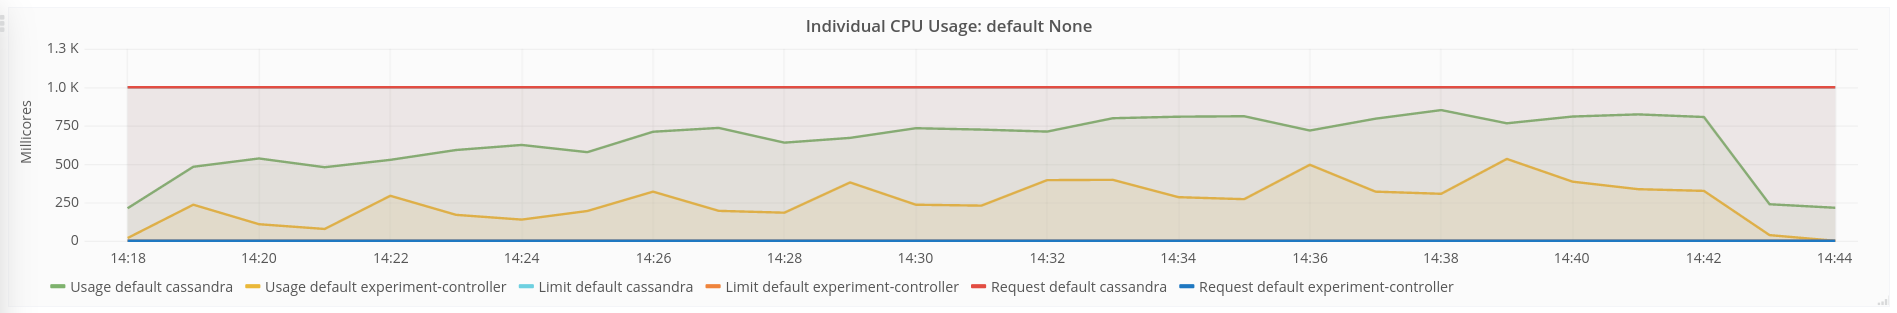 Individual CPU Usage: default None
Millicores
1.3 K
1.0 K
750
500
250
0
14:18 14:20 14:22 14:24 14:26 14:28 14:30 14:32 14:34 14:36 14:38 14:40 14:42 14:44
Usage default cassandra Usage default experiment-controller Limit default cassandra Limit default experiment-controller Request default cassandra Request default experiment-controller